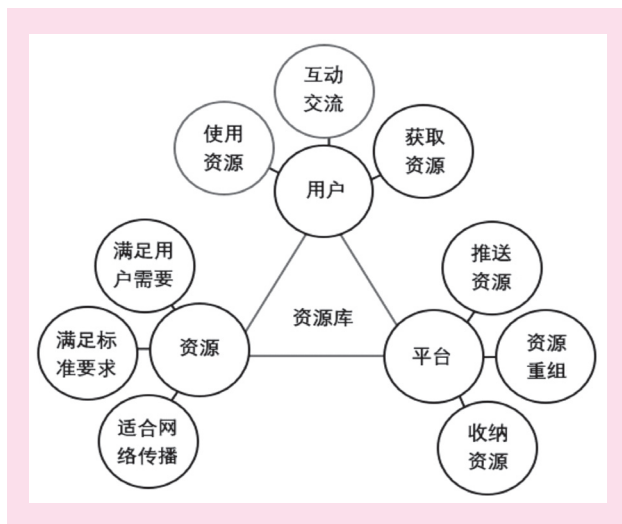 互动
交流
使用
资源
获取
资源
用户
满足用
户需要
满足标
准要求
适合网
络传播
资源
资源库
平台
推送
资源
资源
重组
收纳
资源